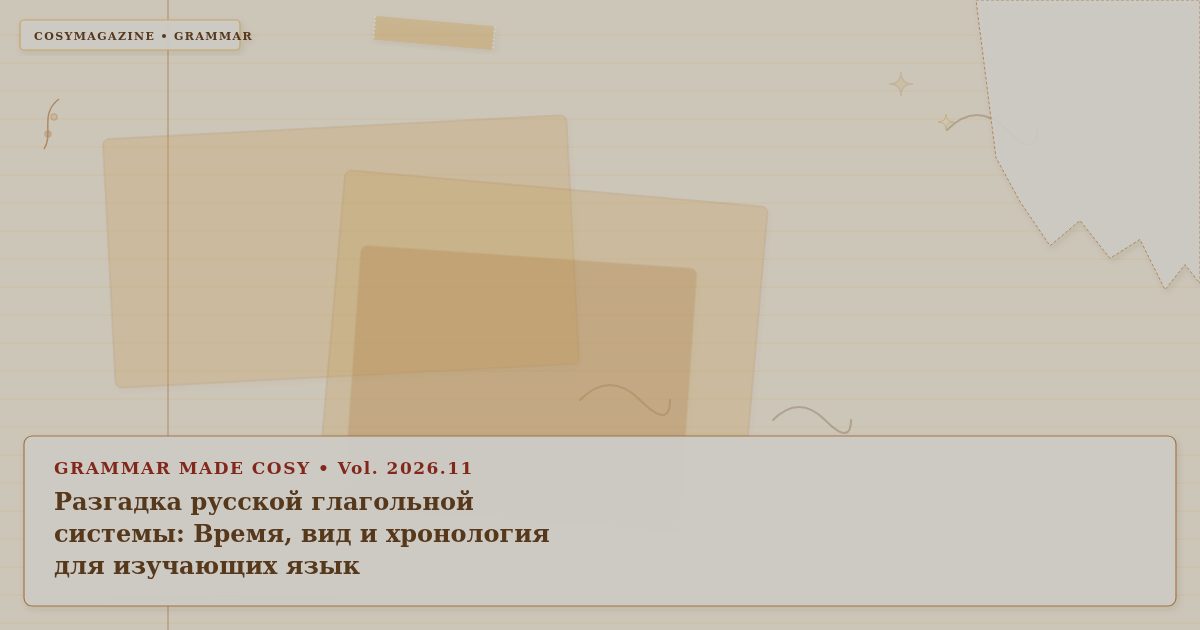 COSYMAGAZINE • GRAMMAR
GRAMMAR MADE COSY • Vol. 2026.11
Разгадка русской глагольной
системы: Время, вид и хронология
для изучающих язык